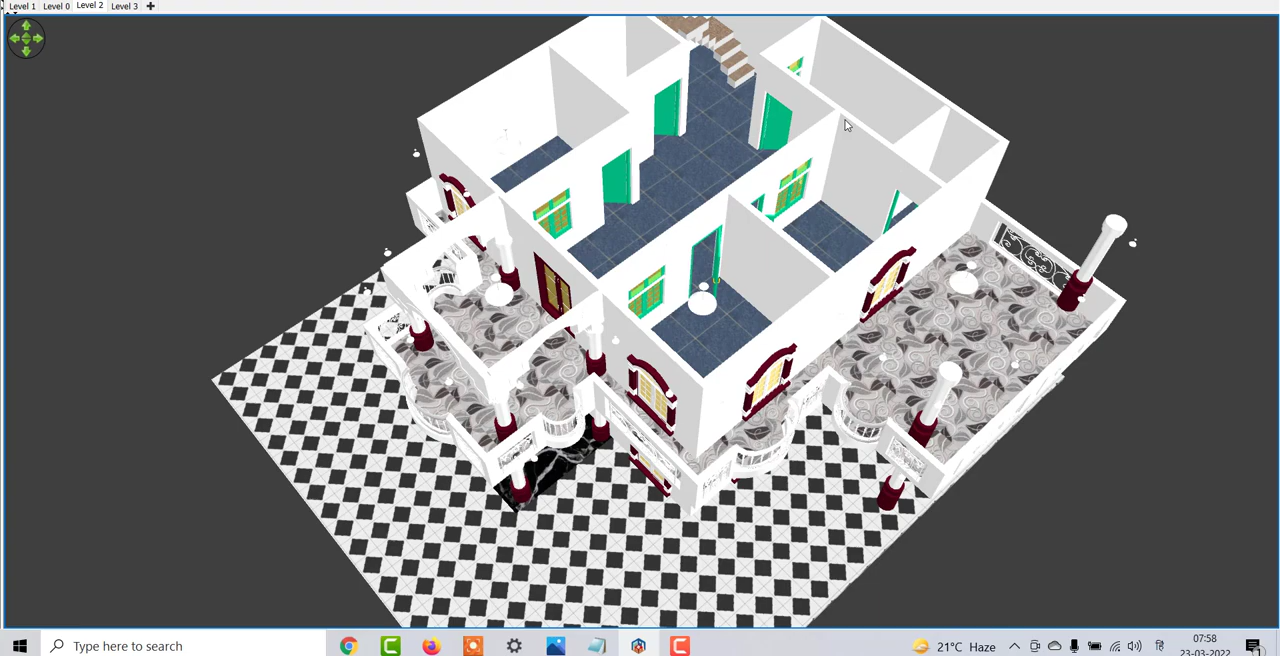 Level 1 Level 0 Level 2 Level 3
Type here to search
21°C Haze
07:58
23-03-2022
1